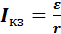 Iкз = ε/r